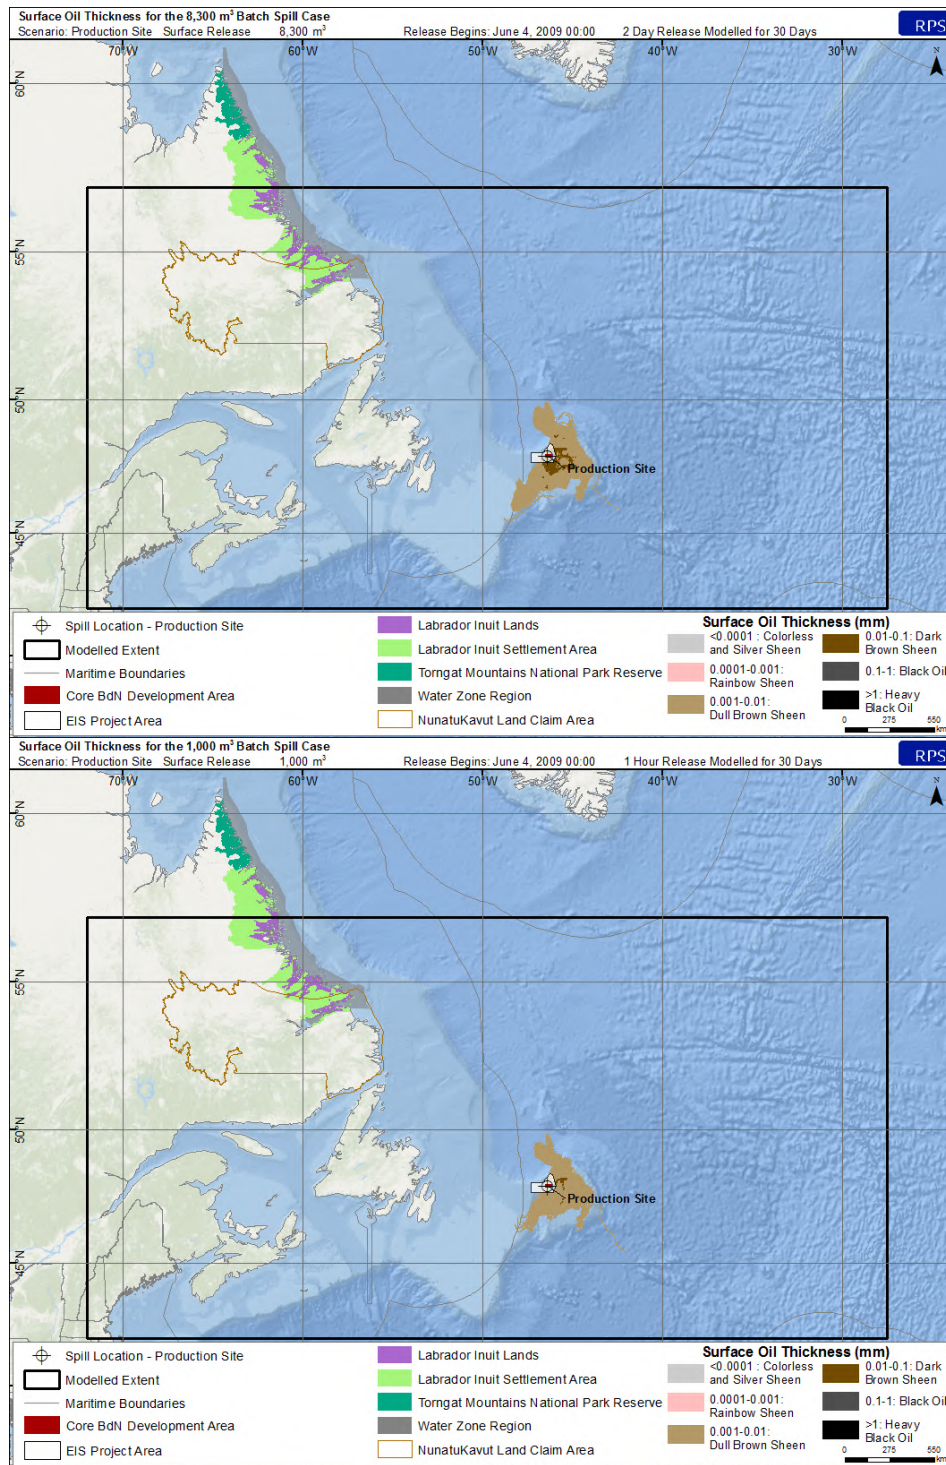 Surface Oil Thickness for the 8,300 m³ Batch Spill Case
Scenario: Production Site Surface Release 8,300 m³ Release Begins: June 4, 2009 00:00 2 Day Release Modelled for 30 Days
RPS
70°W 60°W 50°W 40°W 30°W
N
60°N
55°N
50°N
45°N
Production Site
Spill Location - Production Site
Modelled Extent
Maritime Boundaries
Core BdN Development Area
EIS Project Area
Labrador Inuit Lands
Labrador Inuit Settlement Area
Torngat Mountains National Park Reserve
Water Zone Region
NunatuKavut Land Claim Area
Surface Oil Thickness (mm)
<0.0001 : Colorless
and Silver Sheen
0.0001-0.001:
Rainbow Sheen
0.001-0.01:
Dull Brown Sheen
0.01-0.1: Dark
Brown Sheen
0.1-1: Black Oil
>1: Heavy
Black Oil
0 275 550
km
Surface Oil Thickness for the 1,000 m³ Batch Spill Case
Scenario: Production Site Surface Release 1,000 m³ Release Begins: June 4, 2009 00:00 1 Hour Release Modelled for 30 Days
RPS
70°W 60°W 50°W 40°W 30°W
N
60°N
55°N
50°N
45°N
Production Site
Spill Location - Production Site
Modelled Extent
Maritime Boundaries
Core BdN Development Area
EIS Project Area
Labrador Inuit Lands
Labrador Inuit Settlement Area
Torngat Mountains National Park Reserve
Water Zone Region
NunatuKavut Land Claim Area
Surface Oil Thickness (mm)
<0.0001 : Colorless
and Silver Sheen
0.0001-0.001:
Rainbow Sheen
0.001-0.01:
Dull Brown Sheen
0.01-0.1: Dark
Brown Sheen
0.1-1: Black Oil
>1: Heavy
Black Oil
0 275 550
km